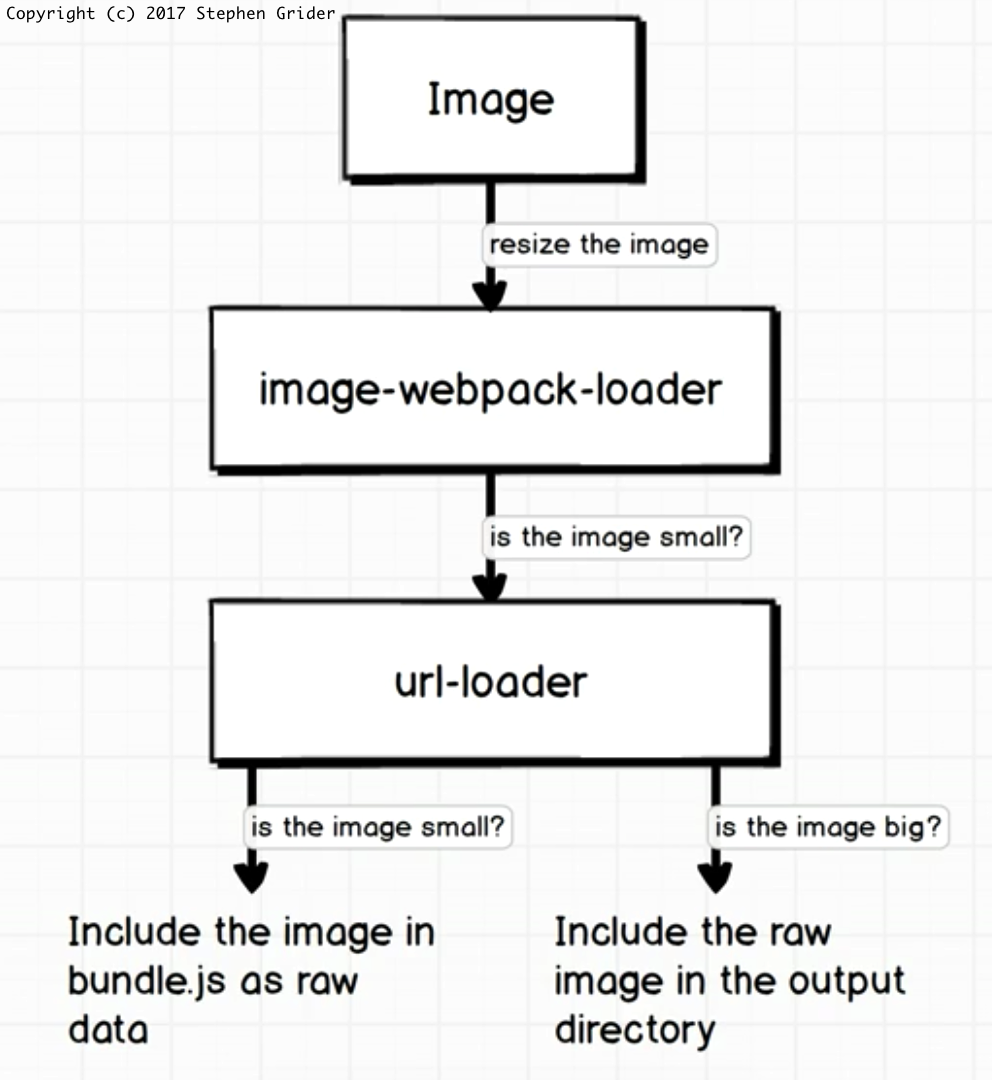 Copyright (c) 2017 Stephen Grider
Image
resize the image
image-webpack-loader
is the image small?
url-loader
is the image small?
is the image big?
Include the image in
bundle.js as raw
data
Include the raw
image in the output
directory